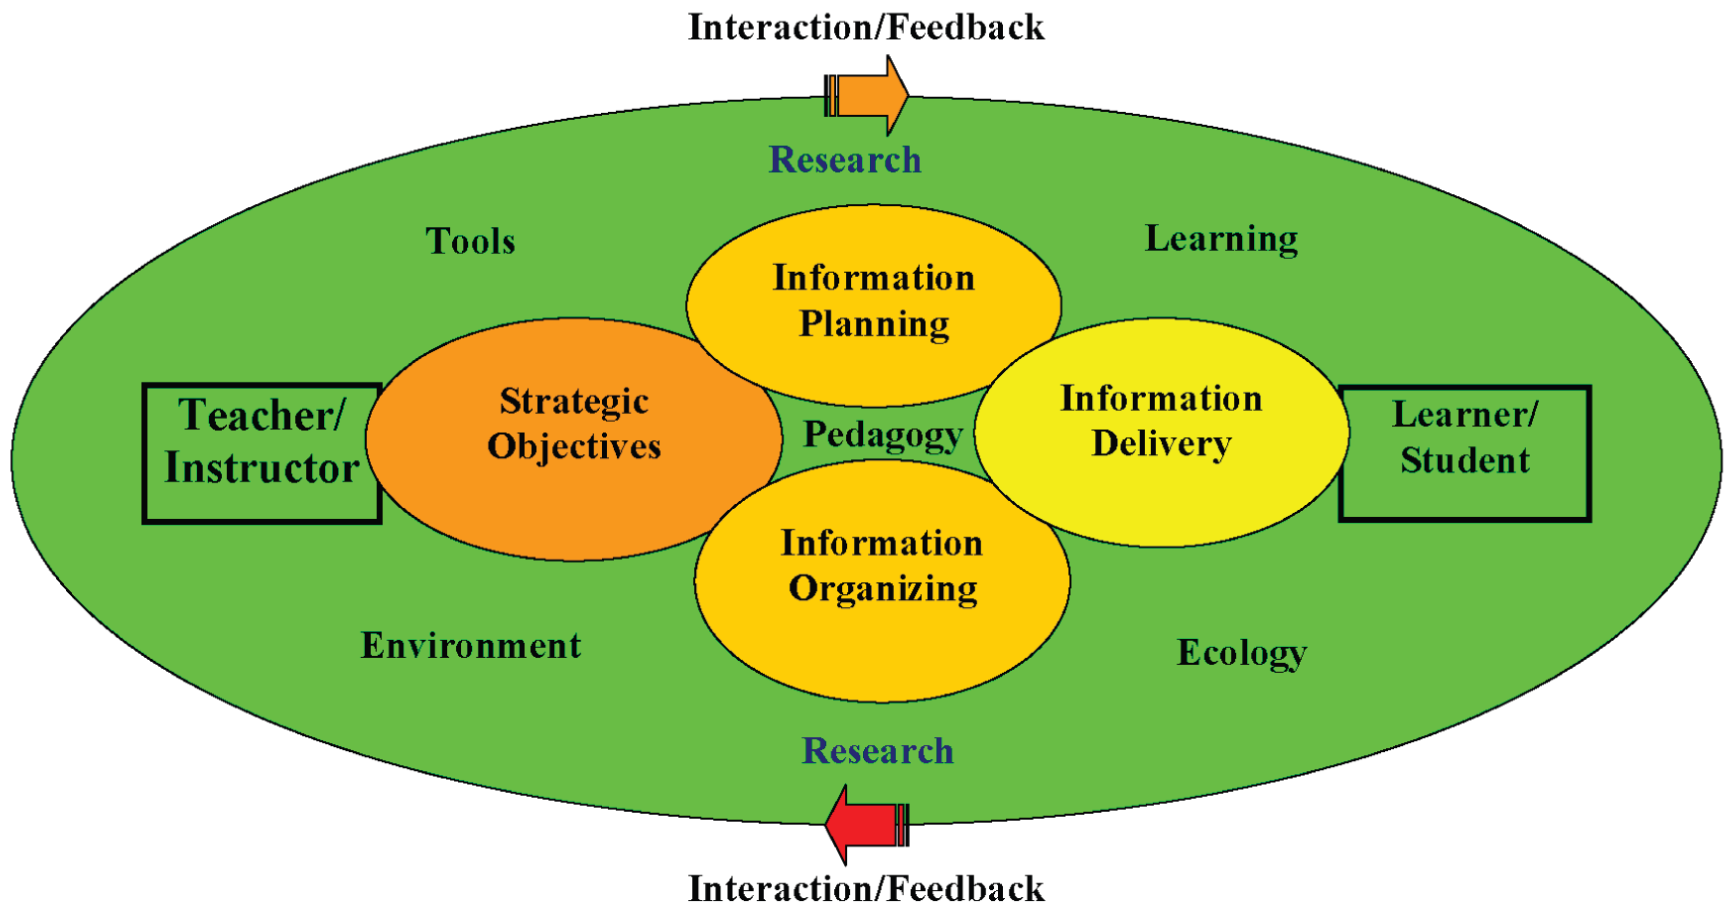 Interaction/Feedback
Research
Tools
Learning
Information
Planning
Teacher/
Instructor
Strategic
Objectives
Pedagogy
Information
Delivery
Learner/
Student
Information
Organizing
Environment
Ecology
Research
Interaction/Feedback